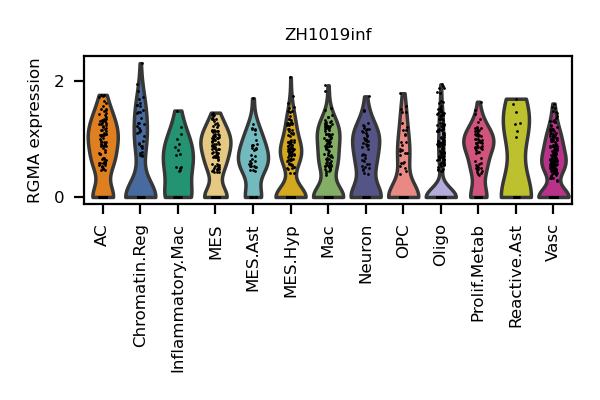 ZH1019inf
RGMA expression
2
0
AC
Chromatin.Reg
Inflammatory.Mac
MES
MES.Ast
MES.Hyp
Mac
Neuron
OPC
Oligo
Prolif.Metab
Reactive.Ast
Vasc